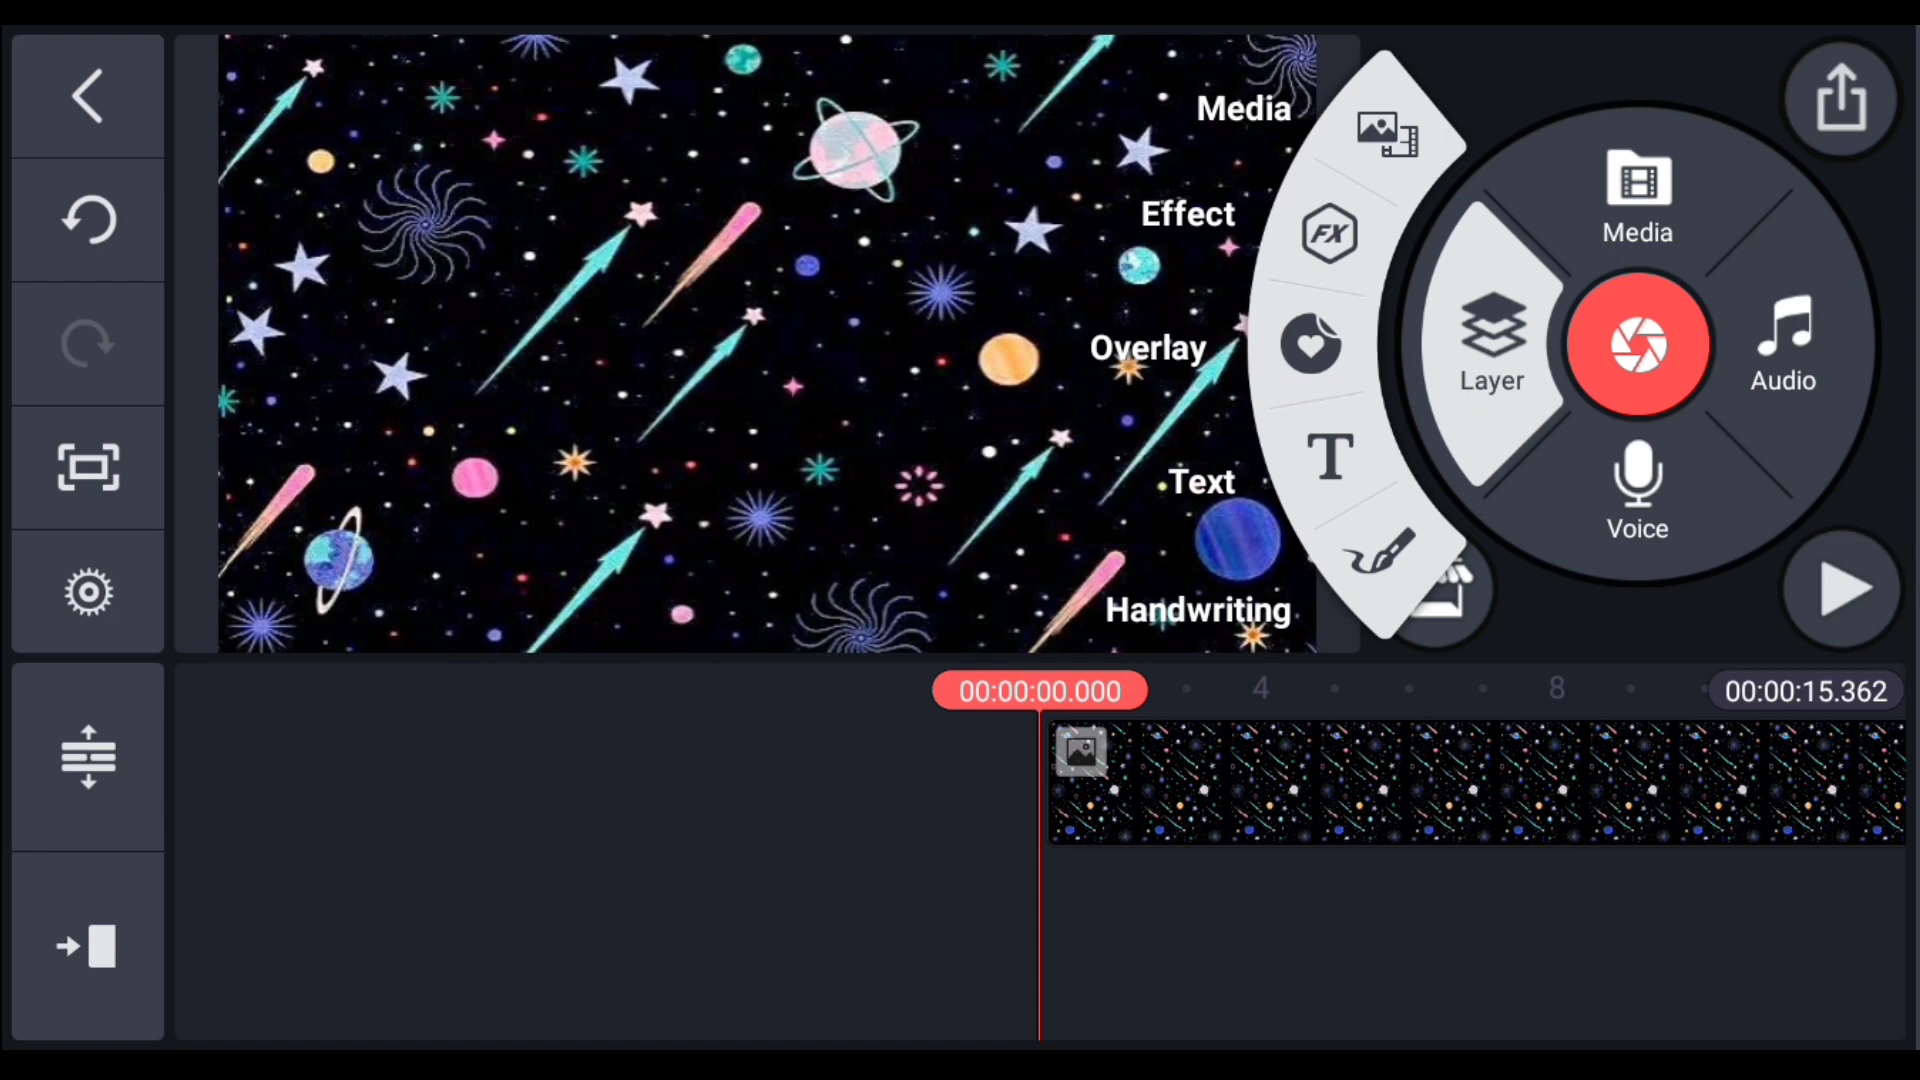 Media
Effect
Overlay
Text
Handwriting
FX
T
Media
Layer
Audio
Voice
00:00:00.000
4
8
00:00:15.362